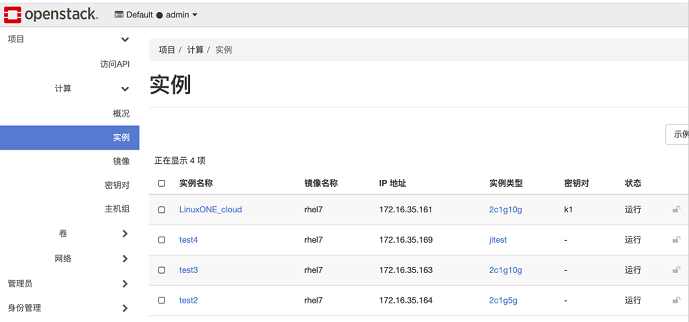 openstack. Default ● admin
项目
访问API
计算
概况
实例
镜像
密钥对
主机组
卷
网络
管理员
身份管理
项目 / 计算 / 实例
实例
示例
正在显示 4 项
实例名称 镜像名称 IP 地址 实例类型 密钥对 状态
LinuxONE_cloud rhel7 172.16.35.161 2c1g10g k1 运行
test4 rhel7 172.16.35.169 jitest - 运行
test3 rhel7 172.16.35.163 2c1g10g - 运行
test2 rhel7 172.16.35.164 2c1g5g - 运行